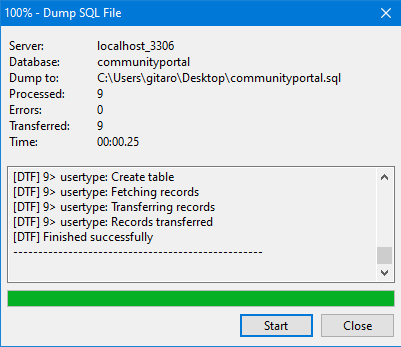 100% - Dump SQL File
Server: localhost_3306
Database: communityportal
Dump to: C:\Users\gitaro\Desktop\communityportal.sql
Processed: 9
Errors: 0
Transferred: 9
Time: 00:00.25
[DTF] 9> usertype: Create table
[DTF] 9> usertype: Fetching records
[DTF] 9> usertype: Transferring records
[DTF] 9> usertype: Records transferred
[DTF] Finished successfully
--------------------------------------------------
Start Close